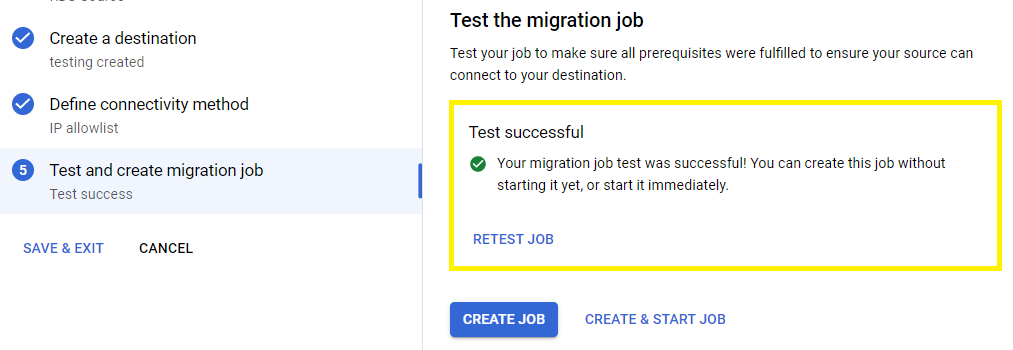 Create a destination
testing created
Define connectivity method
IP allowlist
5
Test and create migration job
Test success
SAVE & EXIT
CANCEL
Test the migration job
Test your job to make sure all prerequisites were fulfilled to ensure your source can
connect to your destination.
Test successful
Your migration job test was successful! You can create this job without
starting it yet, or start it immediately.
RETEST JOB
CREATE JOB
CREATE & START JOB